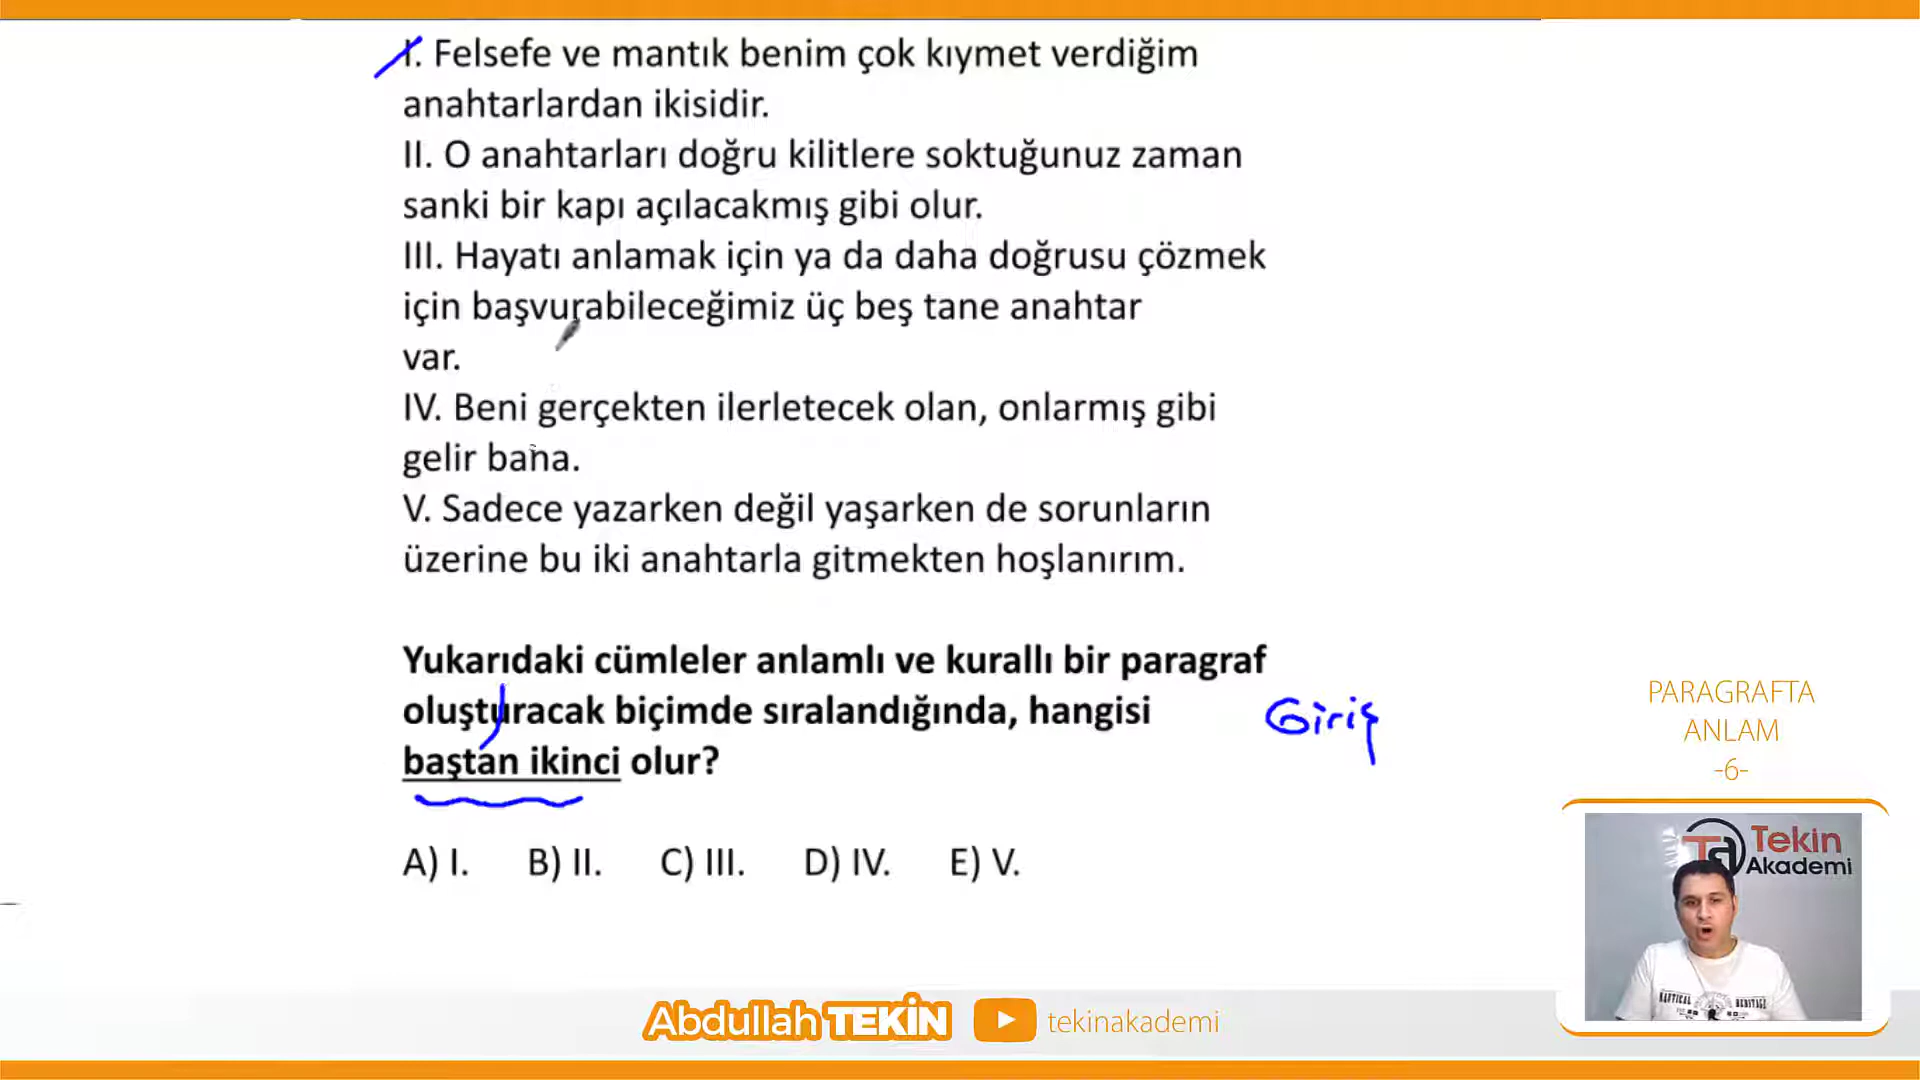 I. Felsefe ve mantık benim çok kıymet verdiğim
anahtarlardan ikisidir.
II. O anahtarları doğru kilitlere soktuğunuz zaman
sanki bir kapı açılacakmış gibi olur.
III. Hayatı anlamak için ya da daha doğrusu çözmek
için başvurabileceğimiz üç beş tane anahtar
var.
IV. Beni gerçekten ilerletecek olan, onlarmış gibi
gelir bana.
V. Sadece yazarken değil yaşarken de sorunların
üzerine bu iki anahtarla gitmekten hoşlanırım.
Yukarıdaki cümleler anlamlı ve kurallı bir paragraf
oluşturacak biçimde sıralandığında, hangisi
baştan ikinci olur?
Giriş
A) I. B) II. C) III. D) IV. E) V.
PARAGRAFTA
ANLAM
-6-
Tekin
Akademi
NAUTICAL HERITAGE
Abdullah TEKİN tekinakademi